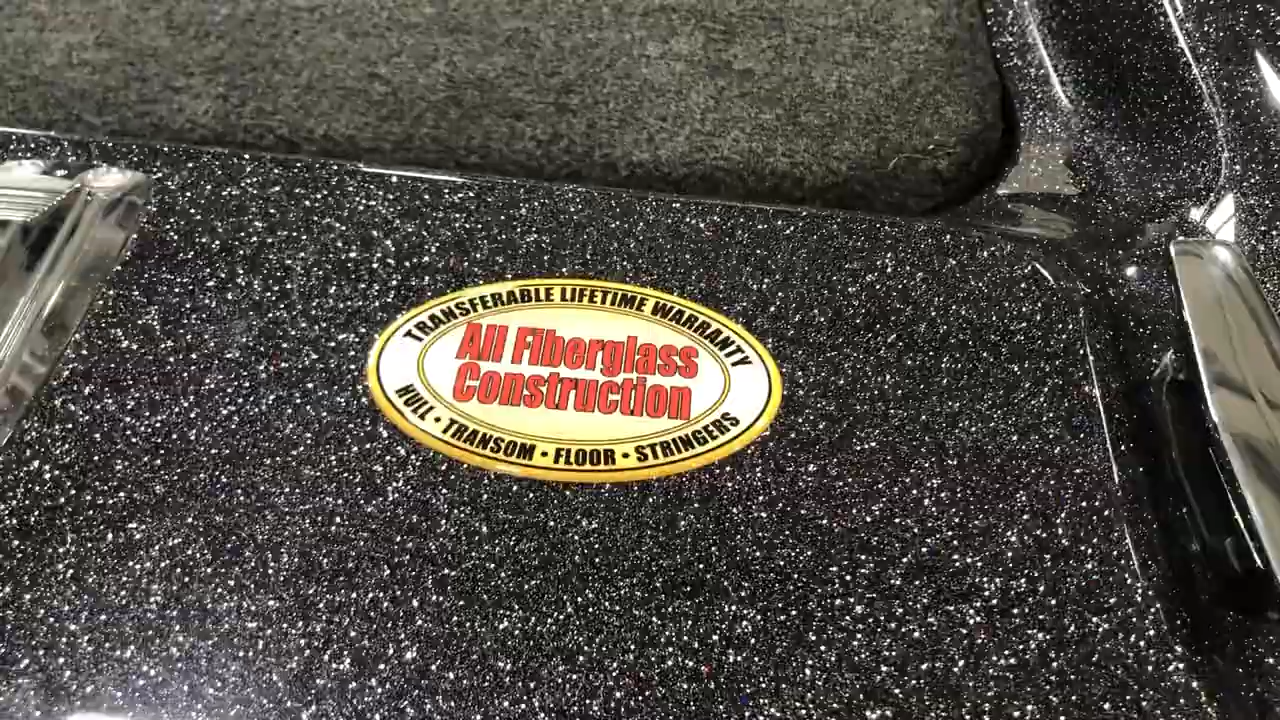 TRANSFERABLE LIFETIME WARRANTY
All Fiberglass
Construction
HULL • TRANSOM • FLOOR • STRINGERS